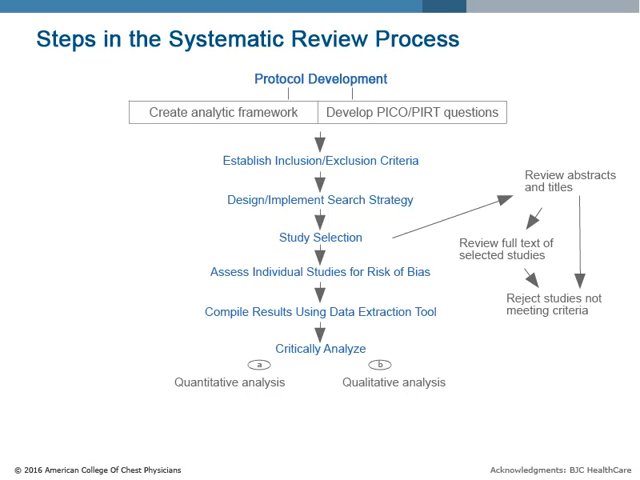 Steps in the Systematic Review Process
Protocol Development
Create analytic framework
Develop PICO/PIRT questions
Establish Inclusion/Exclusion Criteria
Design/Implement Search Strategy
Study Selection
Assess Individual Studies for Risk of Bias
Compile Results Using Data Extraction Tool
Critically Analyze
a
Quantitative analysis
b
Qualitative analysis
Review abstracts
and titles
Review full text of
selected studies
Reject studies not
meeting criteria
© 2016 American College Of Chest Physicians
Acknowledgments: BJC HealthCare